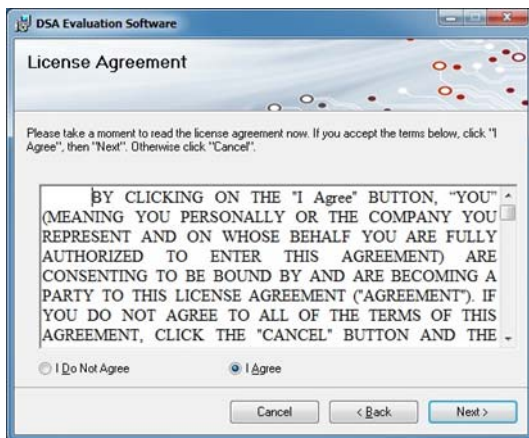 DSA Evaluation Software
License Agreement
Please take a moment to read the license agreement now. If you accept the terms below, click "I
Agree", then "Next". Otherwise click "Cancel".
BY CLICKING ON THE "I Agree" BUTTON, “YOU”
(MEANING YOU PERSONALLY OR THE COMPANY YOU
REPRESENT AND ON WHOSE BEHALF YOU ARE FULLY
AUTHORIZED TO ENTER THIS AGREEMENT) ARE
CONSENTING TO BE BOUND BY AND ARE BECOMING A
PARTY TO THIS LICENSE AGREEMENT ("AGREEMENT"). IF
YOU DO NOT AGREE TO ALL OF THE TERMS OF THIS
AGREEMENT, CLICK THE "CANCEL" BUTTON AND THE
I Do Not Agree
I Agree
Cancel
< Back
Next >